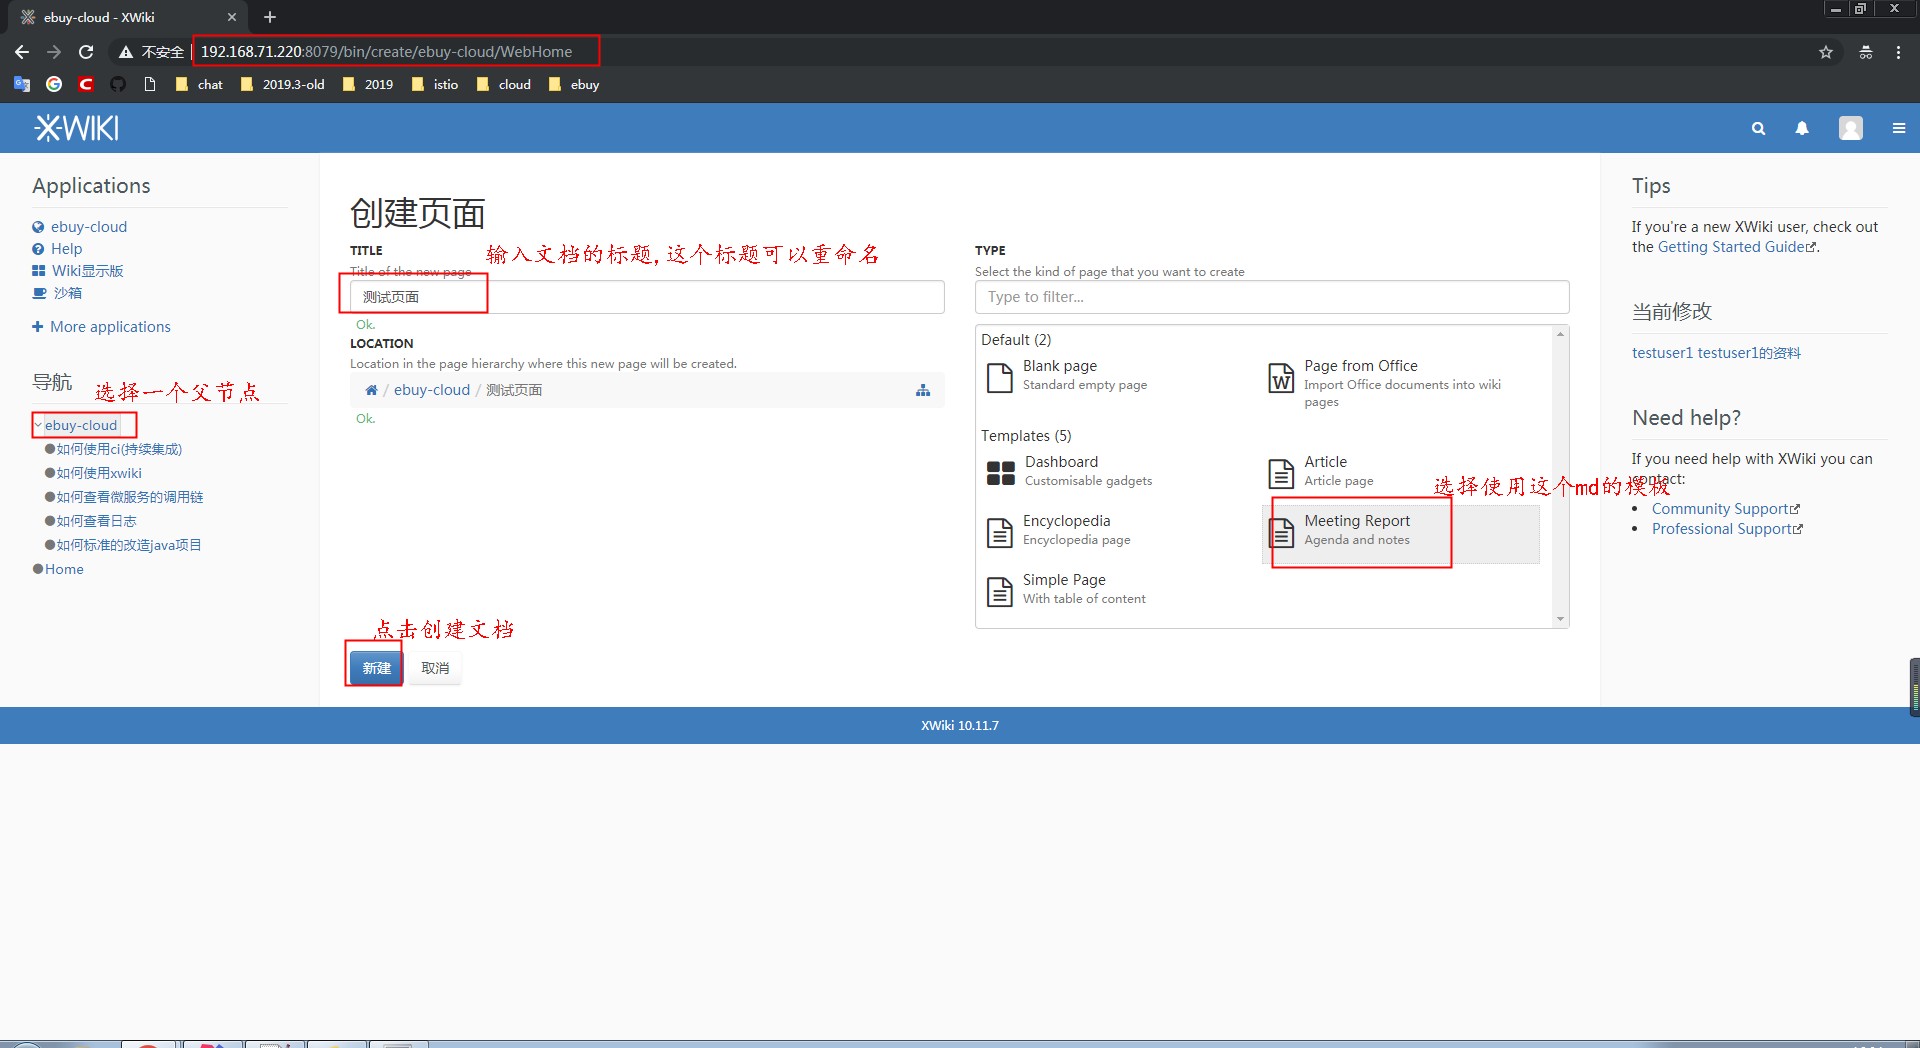 ebuy-cloud - XWiki
不安全 | 192.168.71.220:8079/bin/create/ebuy-cloud/WebHome
chat 2019.3-old 2019 istio cloud ebuy
XWIKI
Applications
ebuy-cloud
Help
Wiki显示版
沙箱
More applications
导航
选择一个父节点
ebuy-cloud
如何使用ci(持续集成)
如何使用xwiki
如何查看微服务的调用链
如何查看日志
如何标准的改造java项目
Home
创建页面
TITLE
输入文档的标题,这个标题可以重命名
Title of the new page
测试页面
Ok.
LOCATION
Location in the page hierarchy where this new page will be created.
/ ebuy-cloud / 测试页面
Ok.
点击创建文档
新建 取消
TYPE
Select the kind of page that you want to create
Type to filter...
Default (2)
Blank page
Standard empty page
Page from Office
Import Office documents into wiki
pages
Templates (5)
Dashboard
Customisable gadgets
Article
Article page
选择使用这个md的模板
Encyclopedia
Encyclopedia page
Meeting Report
Agenda and notes
Simple Page
With table of content
Tips
If you're a new XWiki user, check out
the Getting Started Guide.
当前修改
testuser1 testuser1的资料
Need help?
If you need help with XWiki you can
contact:
Community Support
Professional Support
XWiki 10.11.7